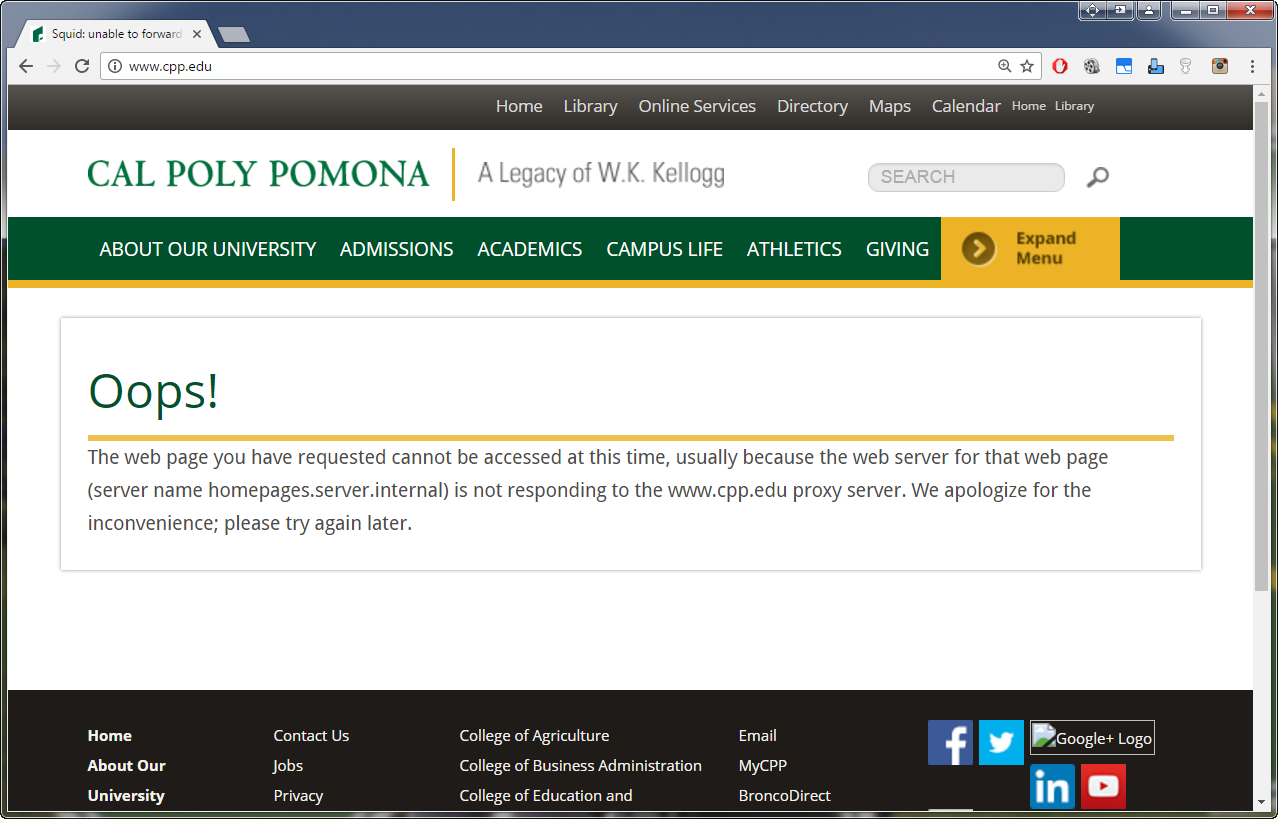 Squid: unable to forward
www.cpp.edu
Home Library Online Services Directory Maps Calendar Home Library
CAL POLY POMONA A Legacy of W.K. Kellogg SEARCH
ABOUT OUR UNIVERSITY ADMISSIONS ACADEMICS CAMPUS LIFE ATHLETICS GIVING Expand
Menu
Oops!
The web page you have requested cannot be accessed at this time, usually because the web server for that web page
(server name homepages.server.internal) is not responding to the www.cpp.edu proxy server. We apologize for the
inconvenience; please try again later.
Home Contact Us College of Agriculture Email Google+ Logo
About Our Jobs College of Business Administration MyCPP
University Privacy College of Education and BroncoDirect